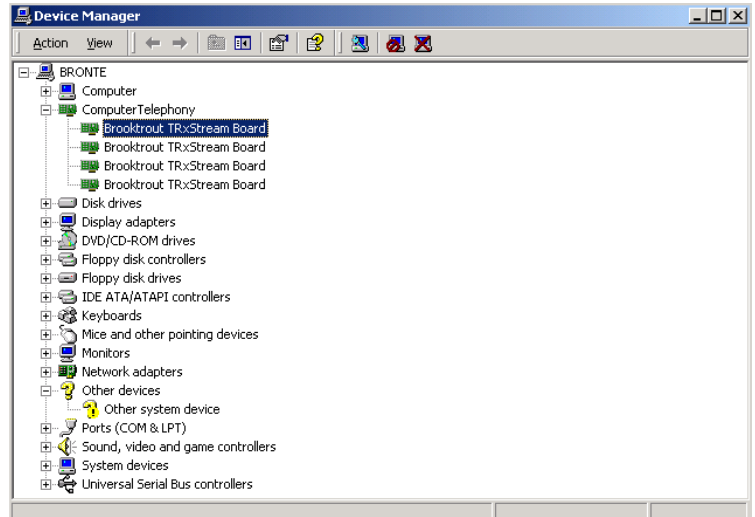 Device Manager
Action View
BRONTE
Computer
ComputerTelephony
Brooktrout TRxStream Board
Brooktrout TRxStream Board
Brooktrout TRxStream Board
Brooktrout TRxStream Board
Disk drives
Display adapters
DVD/CD-ROM drives
Floppy disk controllers
Floppy disk drives
IDE ATA/ATAPI controllers
Keyboards
Mice and other pointing devices
Monitors
Network adapters
Other devices
Other system device
Ports (COM & LPT)
Sound, video and game controllers
System devices
Universal Serial Bus controllers